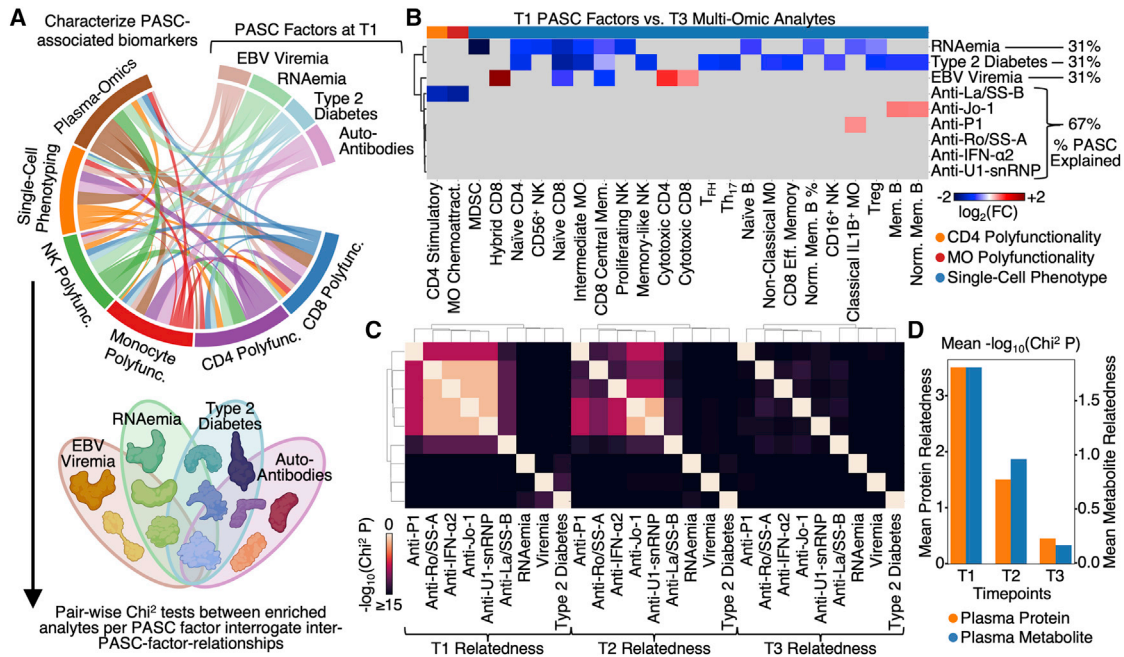 A
Characterize PASC-
associated biomarkers
PASC Factors at T1
EBV Viremia
RNAemia
Type 2
Diabetes
Auto-
Antibodies
Plasma-Omics
Single-Cell
Phenotyping
NK Polyfunc.
Monocyte
Polyfunc.
CD4 Polyfunc.
CD8 Polyfunc.
EBV
Viremia
RNAemia
Type 2
Diabetes
Auto-
Antibodies
Pair-wise Chi² tests between enriched
analytes per PASC factor interrogate inter-
PASC-factor-relationships
B
T1 PASC Factors vs. T3 Multi-Omic Analytes
RNAemia 31%
Type 2 Diabetes 31%
EBV Viremia 31%
Anti-La/SS-B
Anti-Jo-1
Anti-P1
Anti-Ro/SS-A
Anti-IFN-α2
Anti-U1-snRNP
67%
% PASC
Explained
CD4 Stimulatory
MO Chemoattract.
MDSC
Hybrid CD8
Naïve CD4
CD56+ NK
Naïve CD8
Intermediate MO
CD8 Central Mem.
Proliferating NK
Memory-like NK
Cytotoxic CD4
Cytotoxic CD8
TFH
Th17
Naïve B
Non-Classical M0
CD8 Eff. Memory
Norm. Mem. B %
CD16+ NK
Classical IL1B+ MO
Treg
Mem. B
Norm. Mem. B
-2 +2
log₂(FC)
CD4 Polyfunctionality
MO Polyfunctionality
Single-Cell Phenotype
C
0
-log₁₀(Chi² P)
≥15
Anti-P1
Anti-Ro/SS-A
Anti-IFN-α2
Anti-Jo-1
Anti-U1-snRNP
Anti-La/SS-B
RNAemia
Viremia
Type 2 Diabetes
T1 Relatedness
Anti-P1
Anti-Ro/SS-A
Anti-IFN-α2
Anti-Jo-1
Anti-U1-snRNP
Anti-La/SS-B
RNAemia
Viremia
Type 2 Diabetes
T2 Relatedness
Anti-P1
Anti-Ro/SS-A
Anti-IFN-α2
Anti-Jo-1
Anti-U1-snRNP
Anti-La/SS-B
RNAemia
Viremia
Type 2 Diabetes
T3 Relatedness
D
Mean -log₁₀(Chi² P)
Mean Protein Relatedness
3
2
1
0
Mean Metabolite Relatedness
1.5
1.0
0.5
0.0
T1 T2 T3
Timepoints
Plasma Protein
Plasma Metabolite